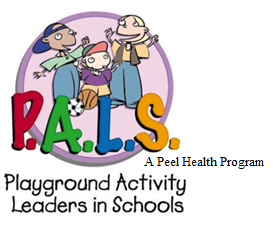 P.A.L.S.
A Peel Health Program
Playground Activity
Leaders in Schools